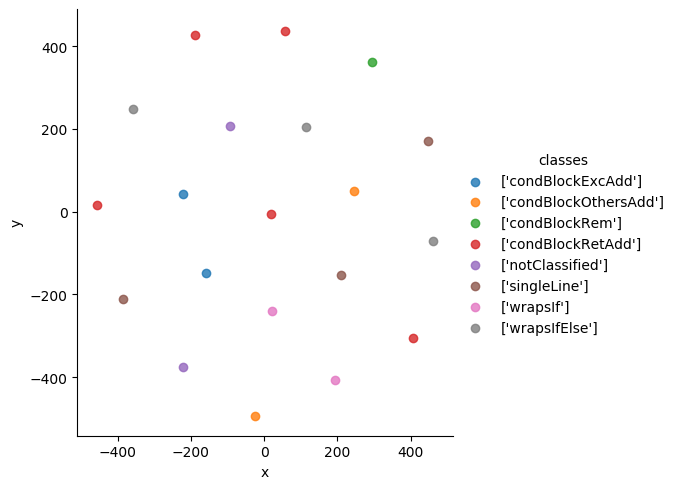 400
200
0
−200
−400
y
−400
−200
0
200
400
x
classes
['condBlockExcAdd']
['condBlockOthersAdd']
['condBlockRem']
['condBlockRetAdd']
['notClassified']
['singleLine']
['wrapsIf']
['wrapsIfElse']